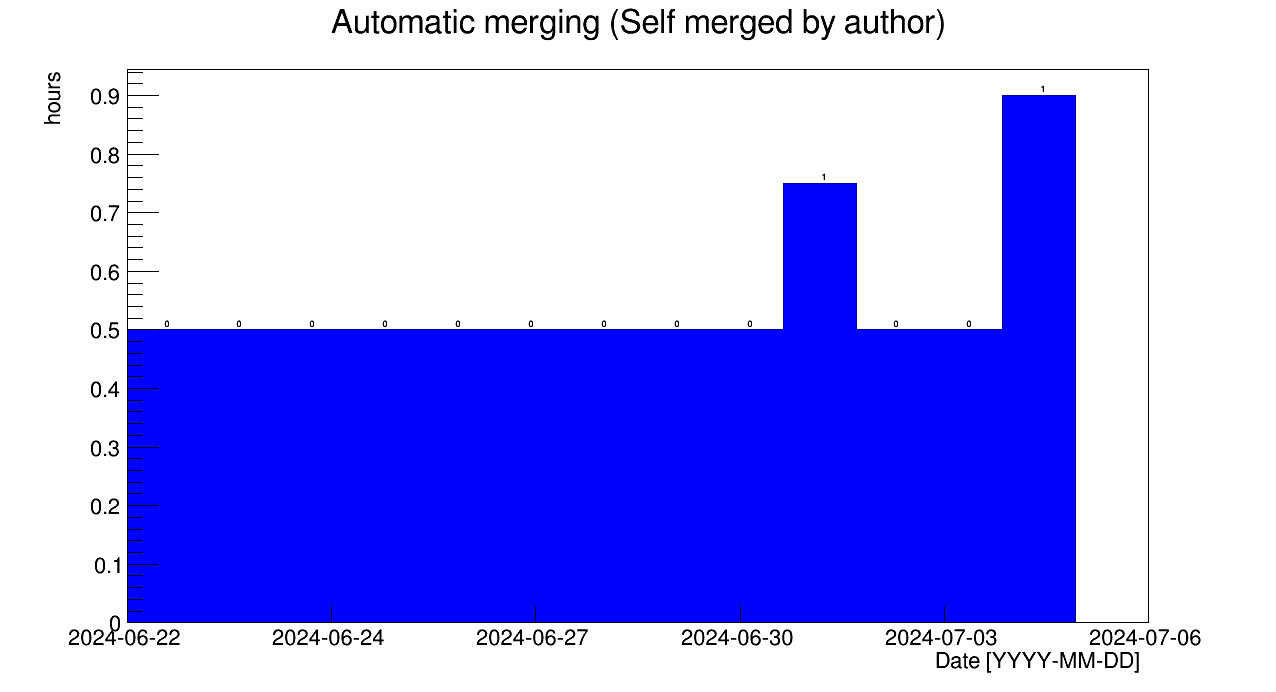 Automatic merging (Self merged by author)
hours
0.9
0.8
0.7
0.6
0.5
0.4
0.3
0.2
0.1
0
0 0 0 0 0 0 0 0 0 1 0 0 1
2024-06-22 2024-06-24 2024-06-27 2024-06-30 2024-07-03 2024-07-06
Date [YYYY-MM-DD]